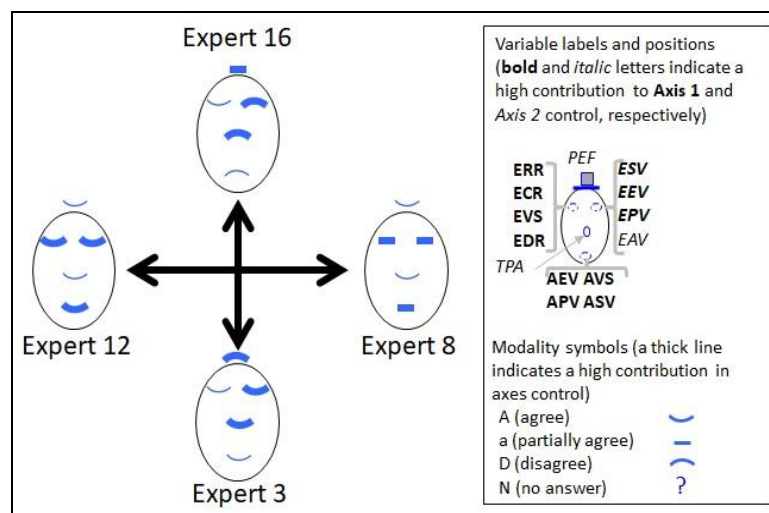 Expert 16
Expert 12
Expert 8
Expert 3
Variable labels and positions
(bold and italic letters indicate a
high contribution to Axis 1 and
Axis 2 control, respectively)
PEF
ERR
ESV
ECR
EEV
EVS
EPV
EDR
EAV
TPA
AEV AVS
APV ASV
Modality symbols (a thick line
indicates a high contribution in
axes control)
A (agree)
a (partially agree)
D (disagree)
N (no answer) ?